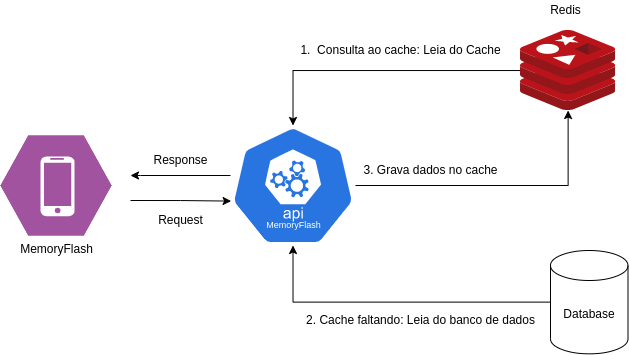 Redis
1. Consulta ao cache: Leia do Cache
Response
3. Grava dados no cache
Request
api
MemoryFlash
MemoryFlash
Database
2. Cache faltando: Leia do banco de dados